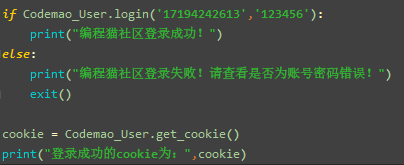 if Codemao_User.login('17194242613','123456'):
    print("编程猫社区登录成功！")
else:
    print("编程猫社区登录失败！请查看是否为账号密码错误！")
    exit()

cookie = Codemao_User.get_cookie()
print("登录成功的cookie为：",cookie)